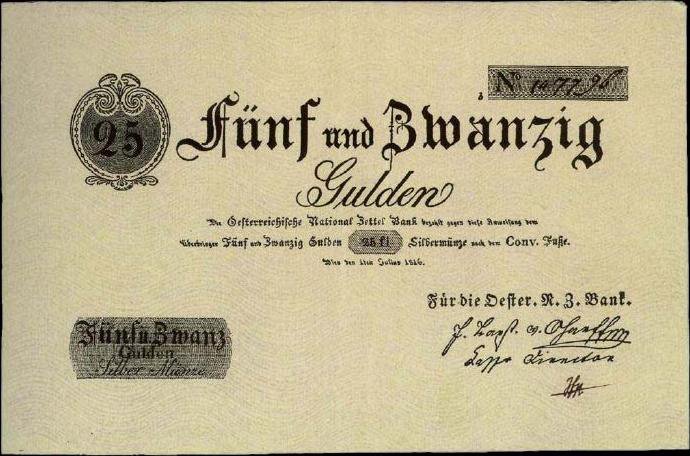 No
25
Fünf und Zwanzig
Gulden
Die Oesterreichische National Zettel Bank bezahlt gegen diese Anweisung dem
Ueberbringer Fünf und Zwanzig Gulden 25 fl Silbermünze nach dem Conv. Fuße.
Wien den 1ten Julius 1816.
Für die Oester. N. Z. Bank.
Fünf u Zwanz
Gulden
Silber Münze
Cassa Director